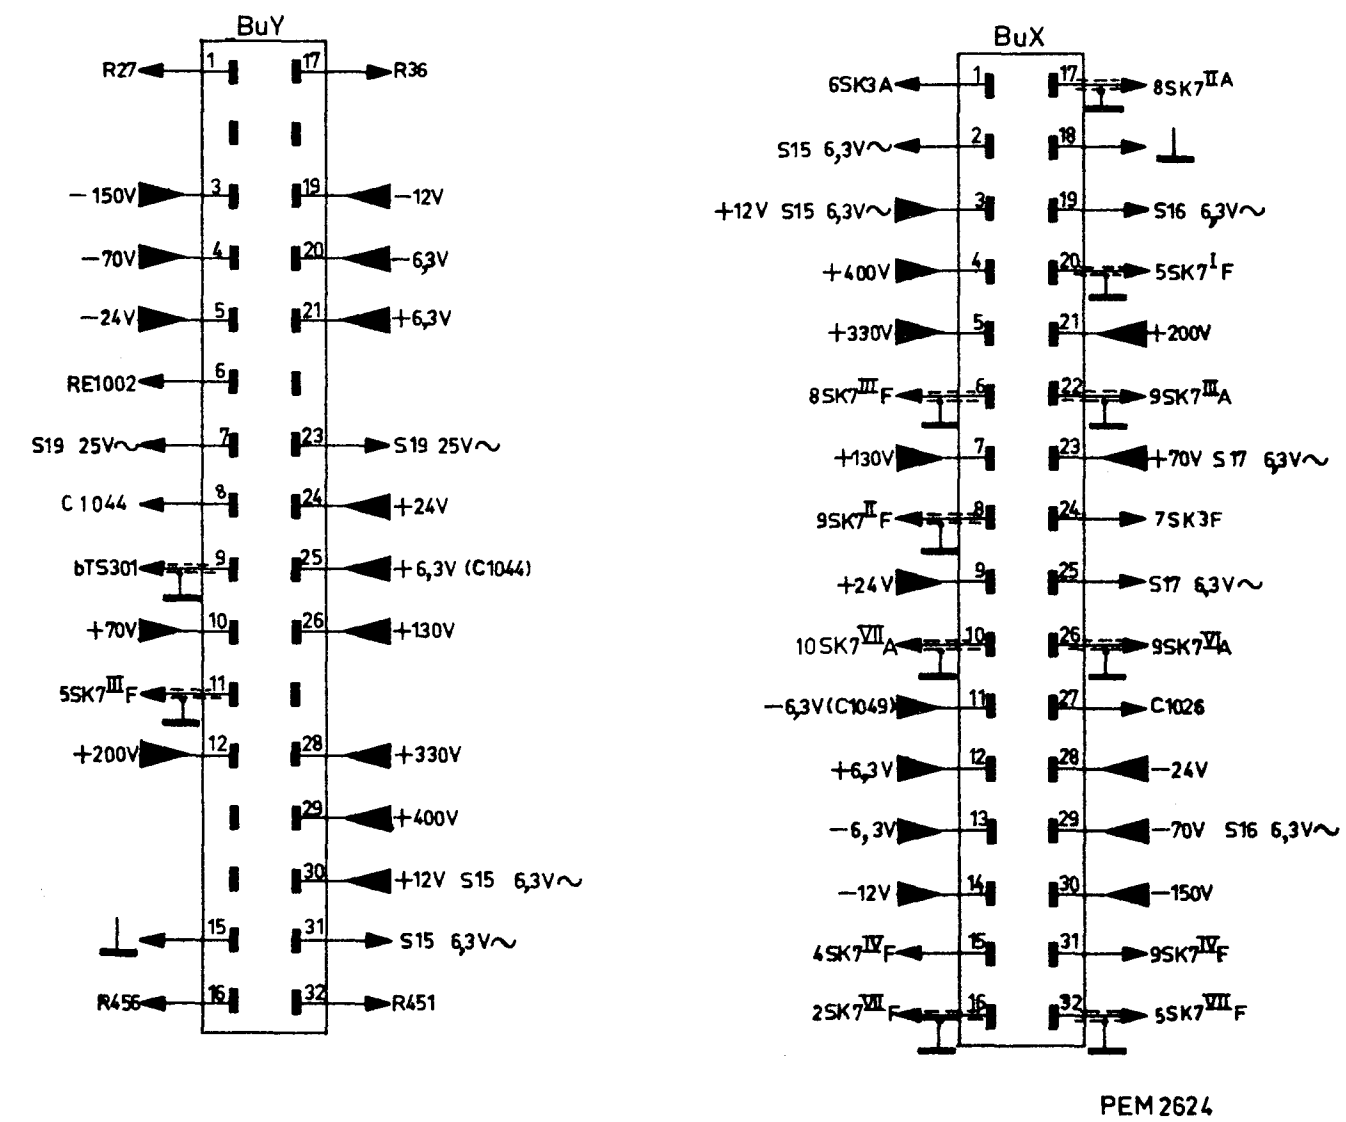 BuY
R27 1 17 R36
−150V 3 19 −12V
−70V 4 20 −6,3V
−24V 5 21 +6,3V
RE1002 6
S19 25V~ 7 23 S19 25V~
C1044 8 24 +24V
bTS301 9 25 +6,3V (C1044)
+70V 10 26 +130V
5SK7III F 11
+200V 12 28 +330V
29 +400V
30 +12V S15 6,3V~
15 31 S15 6,3V~
R456 16 32 R451
BuX
6SK3A 1 17 8SK7II A
S15 6,3V~ 2 18
+12V S15 6,3V~ 3 19 S16 6,3V~
+400V 4 20 5SK7I F
+330V 5 21 +200V
8SK7III F 6 22 9SK7III A
+130V 7 23 +70V S17 6,3V~
9SK7II F 8 24 7SK3F
+24V 9 25 S17 6,3V~
10SK7VII A 10 26 9SK7VI A
−6,3V(C1049) 11 27 C1026
+6,3V 12 28 −24V
−6,3V 13 29 −70V S16 6,3V~
−12V 14 30 −150V
4SK7IV F 15 31 9SK7IV F
2SK7VII F 16 32 5SK7VII F
PEM 2624